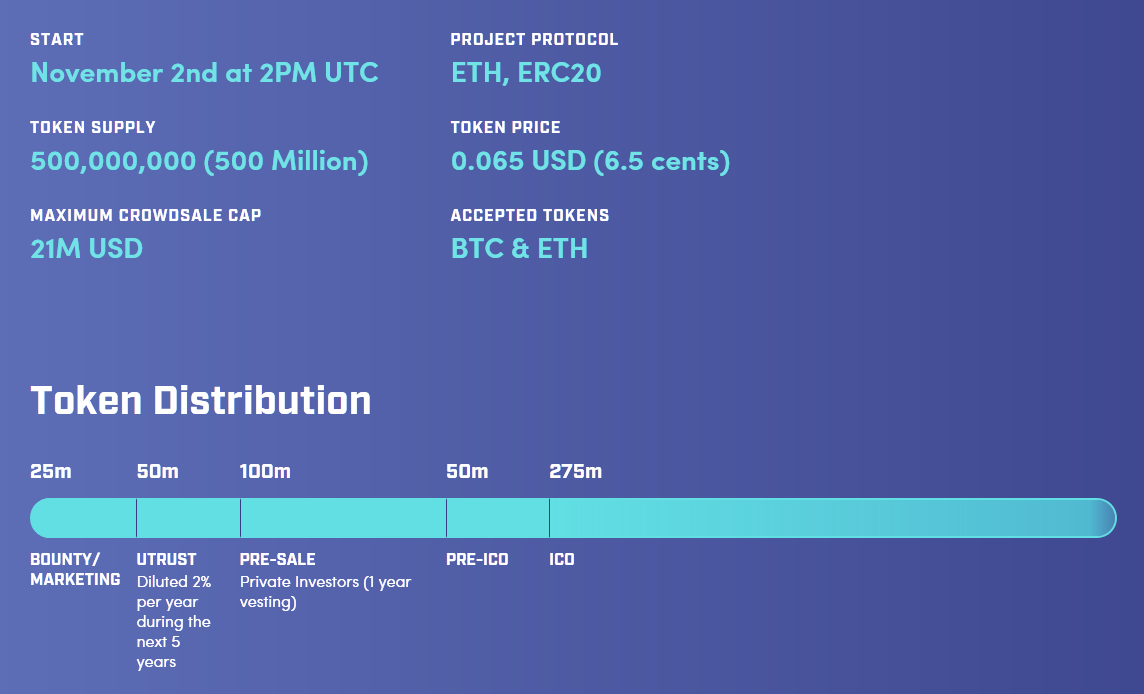 START
November 2nd at 2PM UTC
PROJECT PROTOCOL
ETH, ERC20
TOKEN SUPPLY
500,000,000 (500 Million)
TOKEN PRICE
0.065 USD (6.5 cents)
MAXIMUM CROWDSALE CAP
21M USD
ACCEPTED TOKENS
BTC & ETH
Token Distribution
25m
50m
100m
50m
275m
BOUNTY/
MARKETING
UTRUST
Diluted 2%
per year
during the
next 5
years
PRE-SALE
Private Investors (1 year
vesting)
PRE-ICO
ICO